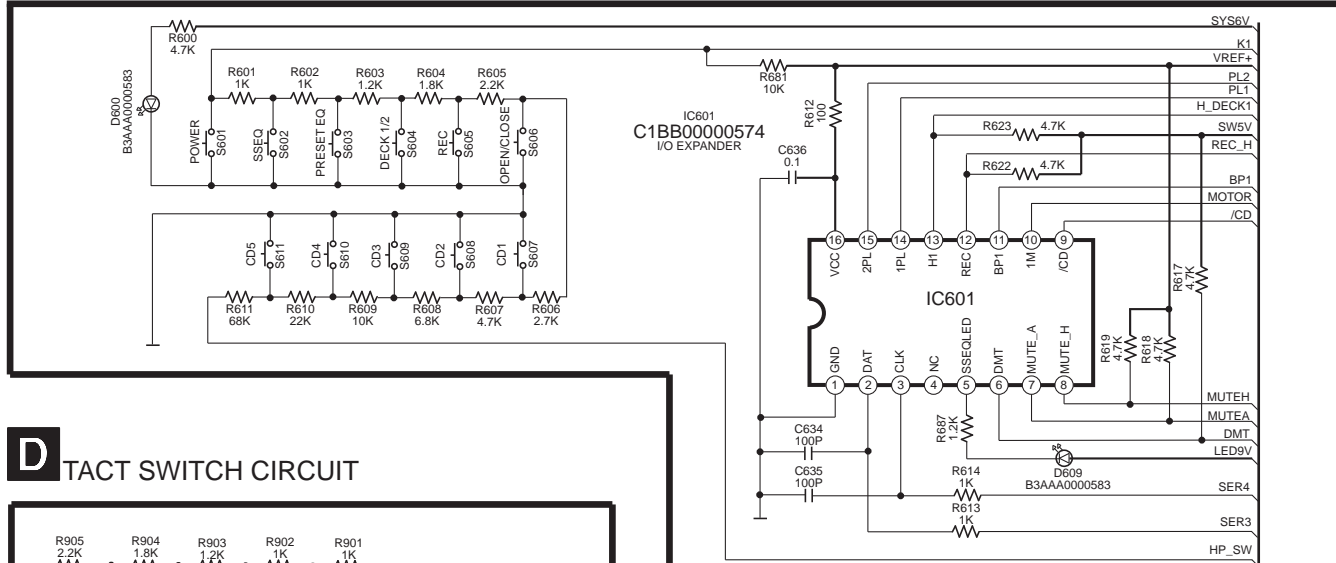 SYS6V
R600
4.7K
K1
VREF+
R601
1K
R602
1K
R603
1.2K
R604
1.8K
R605
2.2K
R681
10K
PL2
PL1
D600
B3AAA0000583
R612
100
H_DECK1
IC601
C1BB00000574
I/O EXPANDER
R623
4.7K
SW5V
POWER
S601
SSEQ
S602
PRESET EQ
S603
DECK 1/2
S604
REC
S605
OPEN/CLOSE
S606
REC_H
C636
0.1
R622
4.7K
BP1
MOTOR
/CD
16
15
14
13
12
11
10
9
CD5
S611
CD4
S610
CD3
S609
CD2
S608
CD1
S607
VCC
2PL
1PL
H1
REC
BP1
1M
/CD
R617
4.7K
IC601
R611
68K
R610
22K
R609
10K
R608
6.8K
R607
4.7K
R606
2.7K
R619
4.7K
R618
4.7K
GND
DAT
CLK
NC
SSEQLED
DMT
MUTE_A
MUTE_H
1
2
3
4
5
6
7
8
MUTEH
MUTEA
R687
1.2K
DMT
C634
100P
LED9V
D609
B3AAA0000583
D TACT SWITCH CIRCUIT
C635
100P
R614
1K
SER4
R613
1K
SER3
HP_SW
R905
2.2K
R904
1.8K
R903
1.2K
R902
1K
R901
1K